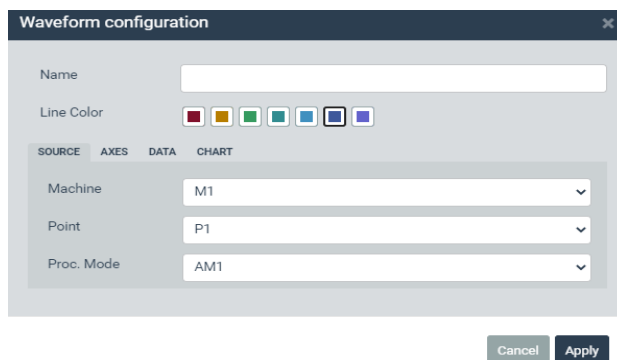 Waveform configuration ×
Name
Line Color
SOURCE AXES DATA CHART
Machine M1
Point P1
Proc. Mode AM1
Cancel Apply